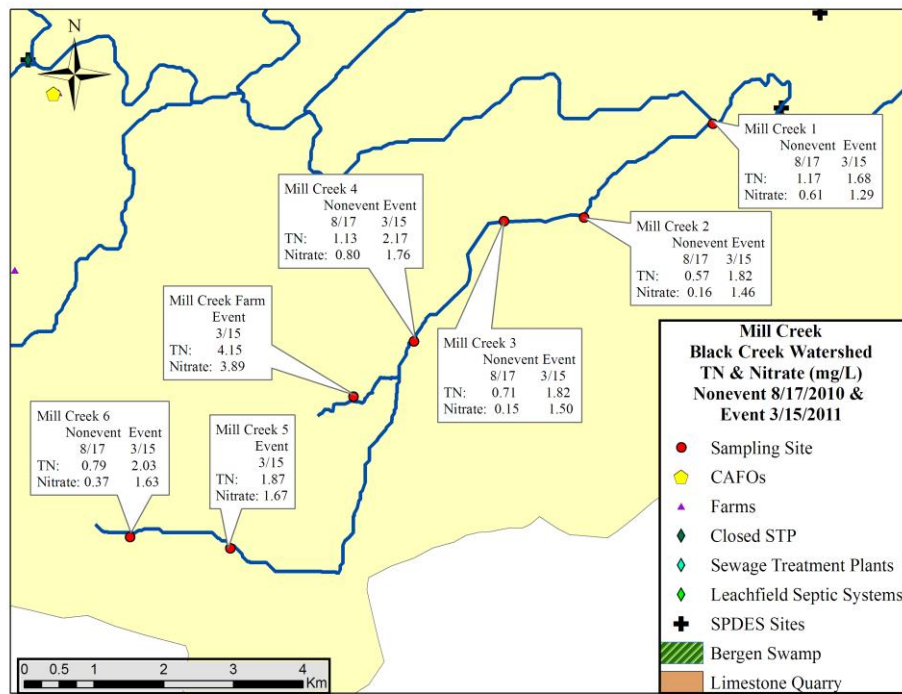 N
Mill Creek 1
Nonevent Event
8/17 3/15
TN: 1.17 1.68
Nitrate: 0.61 1.29
Mill Creek 4
Nonevent Event
8/17 3/15
TN: 1.13 2.17
Nitrate: 0.80 1.76
Mill Creek 2
Nonevent Event
8/17 3/15
TN: 0.57 1.82
Nitrate: 0.16 1.46
Mill Creek Farm
Event
3/15
TN: 4.15
Nitrate: 3.89
Mill Creek 3
Nonevent Event
8/17 3/15
TN: 0.71 1.82
Nitrate: 0.15 1.50
Mill Creek 6
Nonevent Event
8/17 3/15
TN: 0.79 2.03
Nitrate: 0.37 1.63
Mill Creek 5
Event
3/15
TN: 1.87
Nitrate: 1.67
Mill Creek
Black Creek Watershed
TN & Nitrate (mg/L)
Nonevent 8/17/2010 &
Event 3/15/2011
Sampling Site
CAFOs
Farms
Closed STP
Sewage Treatment Plants
Leachfield Septic Systems
SPDES Sites
Bergen Swamp
Limestone Quarry
0 0.5 1 2 3 4
Km